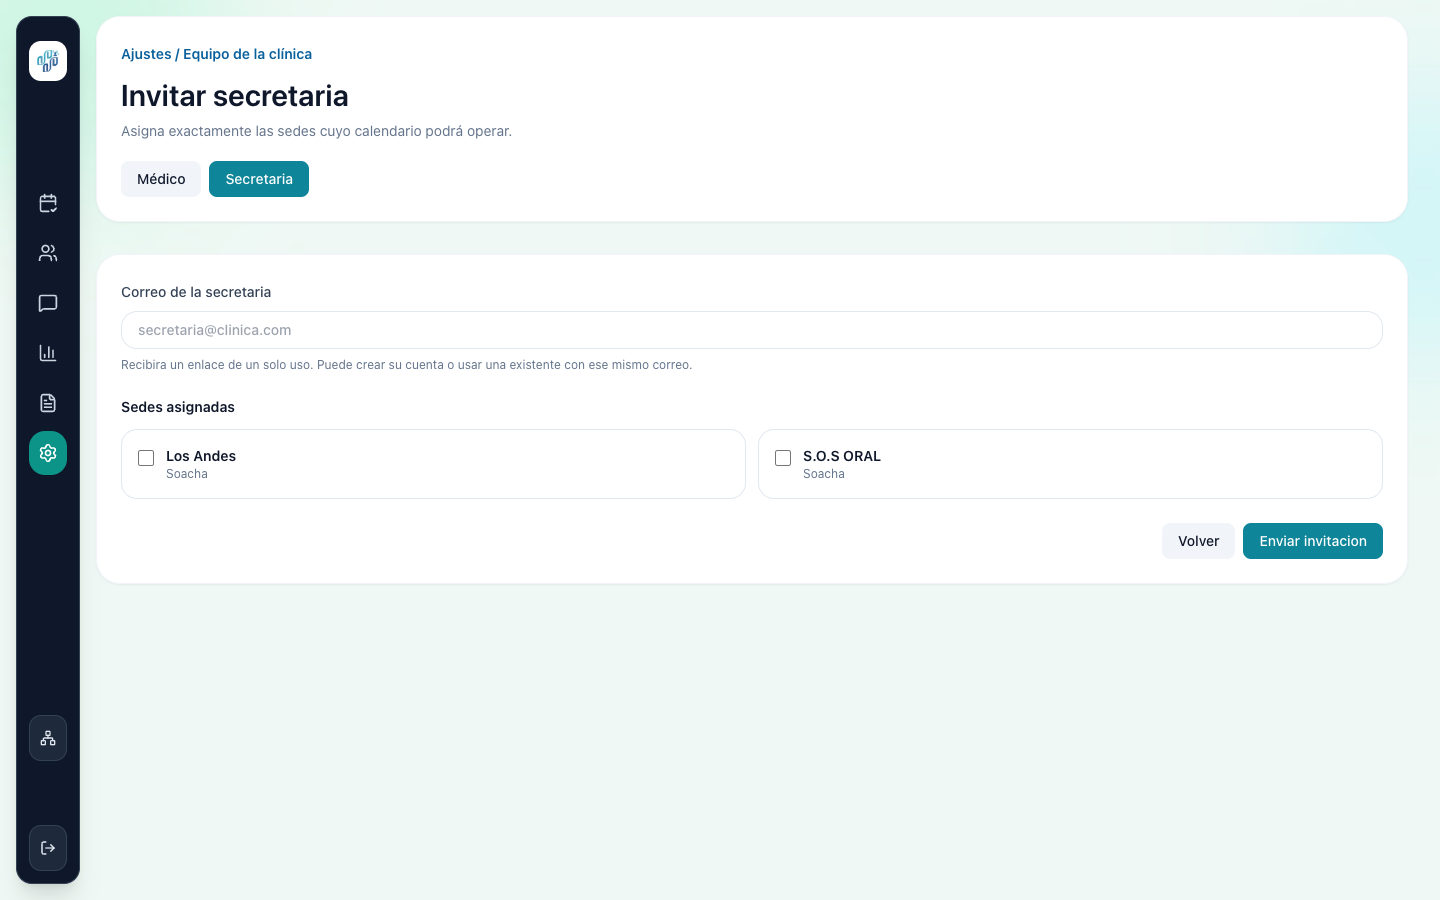 Ajustes / Equipo de la clínica
Invitar secretaria
Asigna exactamente las sedes cuyo calendario podrá operar.
Médico
Secretaria
Correo de la secretaria
secretaria@clinica.com
Recibira un enlace de un solo uso. Puede crear su cuenta o usar una existente con ese mismo correo.
Sedes asignadas
Los Andes
Soacha
S.O.S ORAL
Soacha
Volver
Enviar invitacion